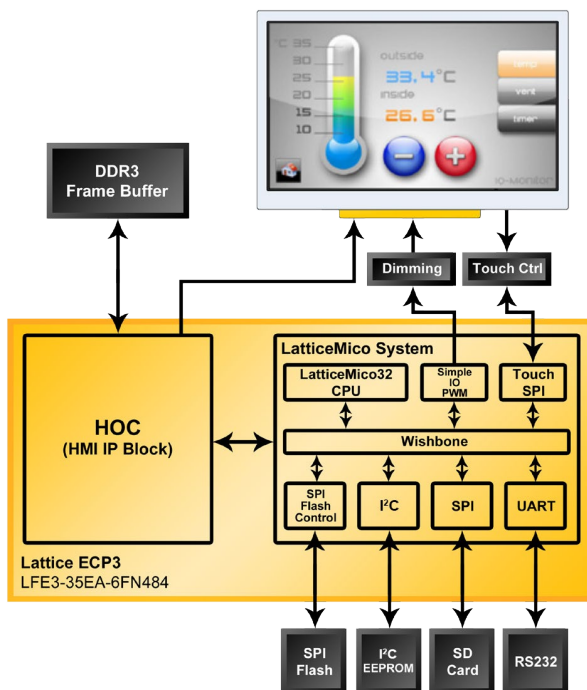 °C 35
30
25
20
15
10
outside
33.4°C
inside
26.6°C
temp
vent
timer
IQ-Monitor
DDR3
Frame Buffer
Dimming
Touch Ctrl
LatticeMico System
LatticeMico32
CPU
Simple
IO
PWM
Touch
SPI
HOC
(HMI IP Block)
Wishbone
SPI
Flash
Control
I²C
SPI
UART
Lattice ECP3
LFE3-35EA-6FN484
SPI
Flash
I²C
EEPROM
SD
Card
RS232